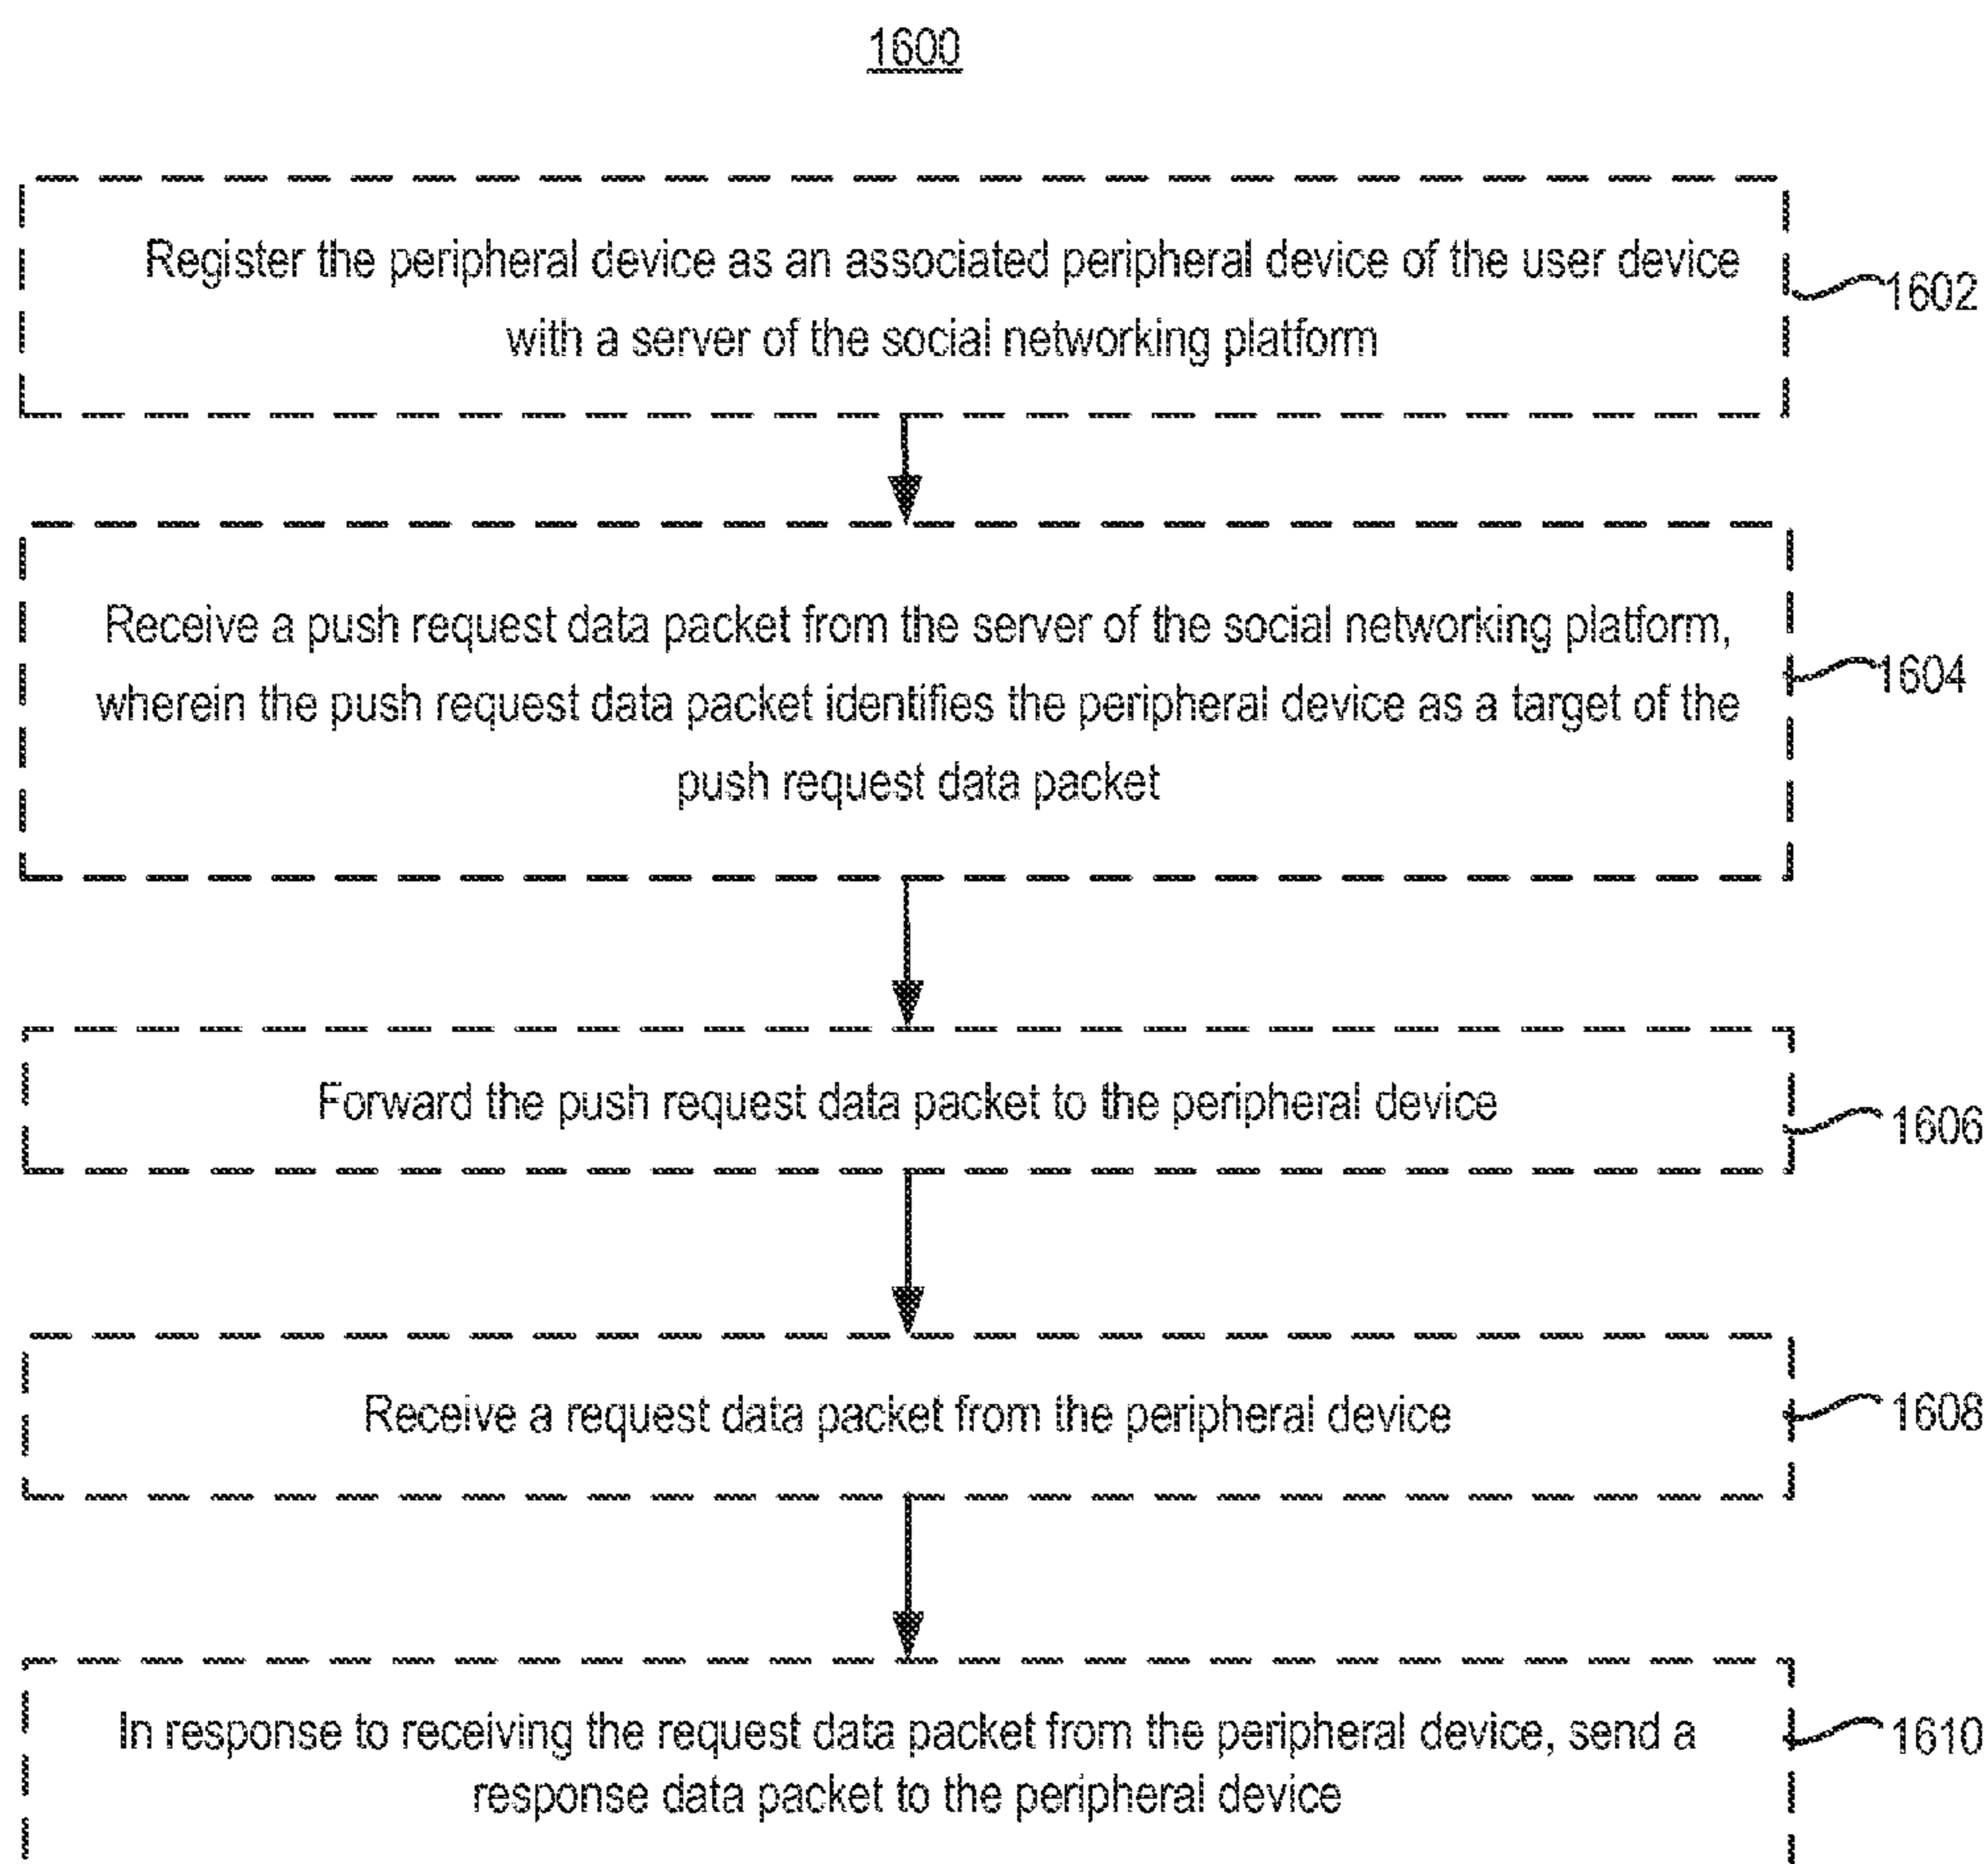 1600
Register the peripheral device as an associated peripheral device of the user device
with a server of the social networking platform
1602
Receive a push request data packet from the server of the social networking platform,
wherein the push request data packet identifies the peripheral device as a target of the
push request data packet
1604
Forward the push request data packet to the peripheral device
1606
Receive a request data packet from the peripheral device
1608
In response to receiving the request data packet from the peripheral device, send a
response data packet to the peripheral device
1610